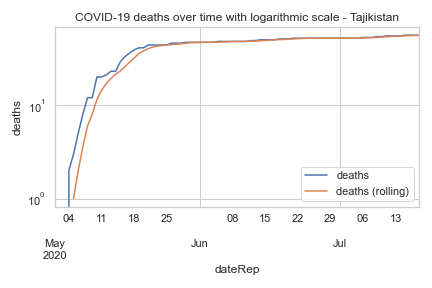 COVID-19 deaths over time with logarithmic scale - Tajikistan
deaths
10¹
10⁰
deaths
deaths (rolling)
04 11 18 25 08 15 22 29 06 13
May Jun Jul
2020
dateRep